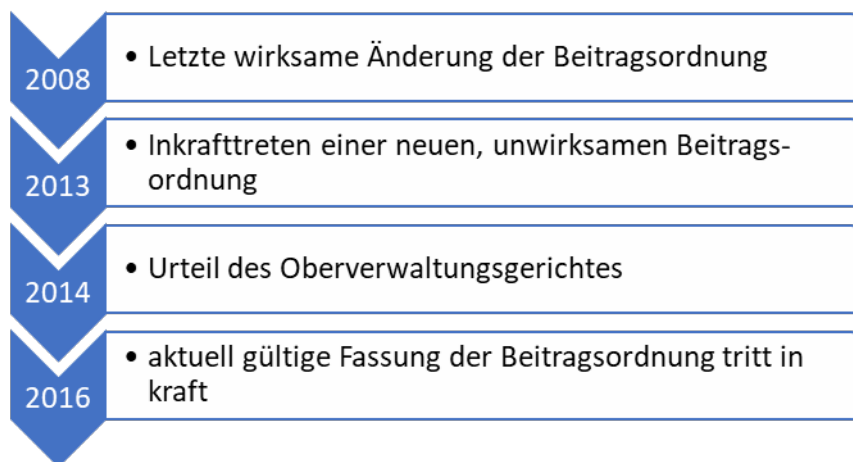 2008
• Letzte wirksame Änderung der Beitragsordnung
2013
• Inkrafttreten einer neuen, unwirksamen Beitrags-
ordnung
2014
• Urteil des Oberverwaltungsgerichtes
2016
• aktuell gültige Fassung der Beitragsordnung tritt in
kraft